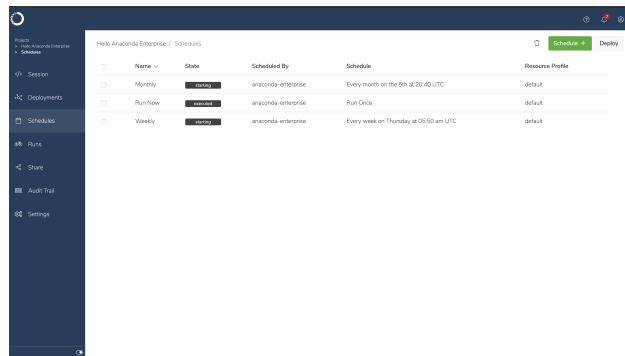 Projects
> Hello Anaconda Enterprise
> Schedules
Session
Deployments
Schedules
Runs
Share
Audit Trail
Settings
Hello Anaconda Enterprise / Schedules
Schedule +
Deploy
Name State Scheduled By Schedule Resource Profile
Monthly starting anaconda-enterprise Every month on the 5th at 20:40 UTC default
Run Now executed anaconda-enterprise Run Once default
Weekly starting anaconda-enterprise Every week on Thursday at 05:50 am UTC default